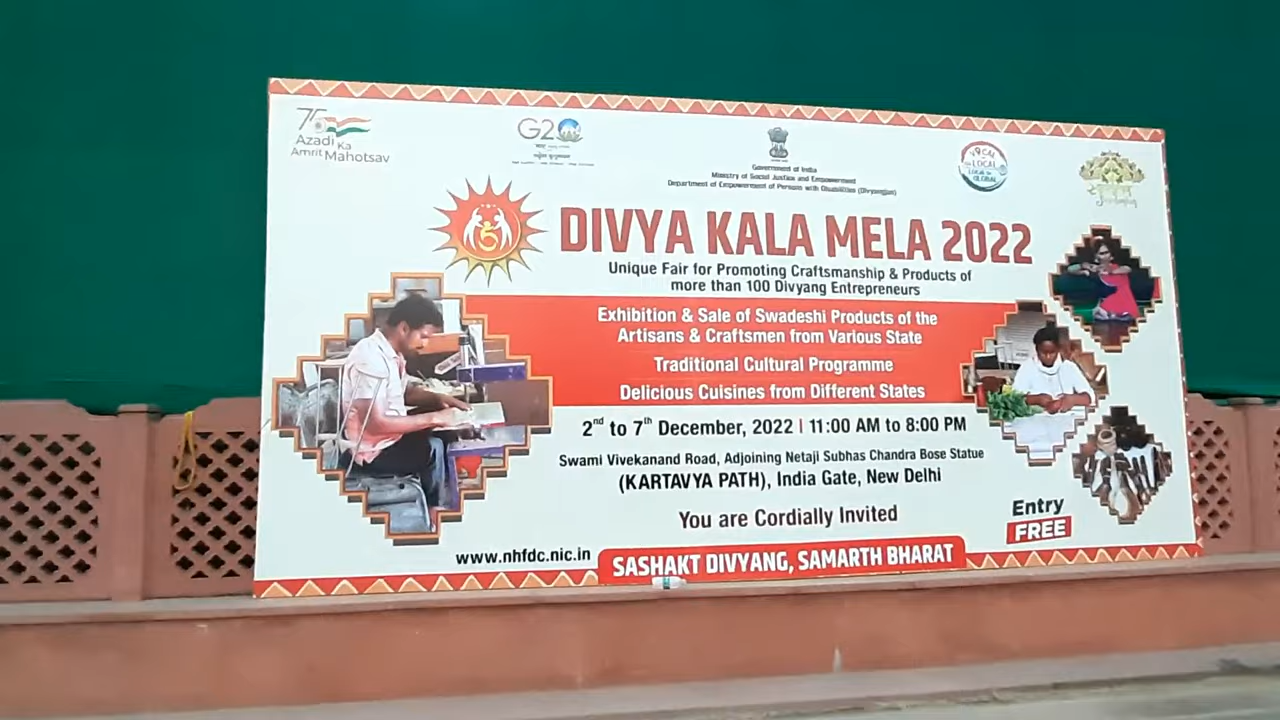 75
Azadi Ka
Amrit Mahotsav
G20
Government of India
Ministry of Social Justice and Empowerment
Department of Empowerment of Persons with Disabilities (Divyangjan)
VOCAL
LOCAL
GLOBAL
DIVYA KALA MELA 2022
Unique Fair for Promoting Craftsmanship & Products of
more than 100 Divyang Entrepreneurs
Exhibition & Sale of Swadeshi Products of the
Artisans & Craftsmen from Various State
Traditional Cultural Programme
Delicious Cuisines from Different States
2nd to 7th December, 2022 | 11:00 AM to 8:00 PM
Swami Vivekanand Road, Adjoining Netaji Subhas Chandra Bose Statue
(KARTAVYA PATH), India Gate, New Delhi
You are Cordially Invited
Entry
FREE
www.nhfdc.nic.in
SASHAKT DIVYANG, SAMARTH BHARAT